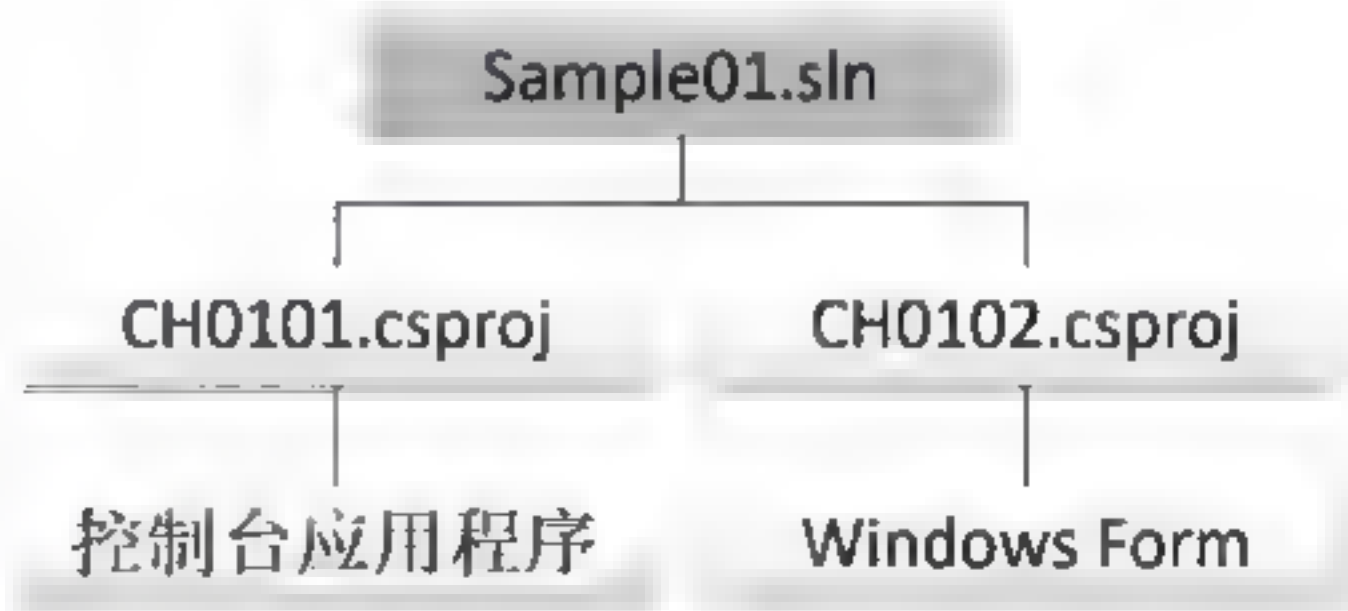 Sample01.sln
CH0101.csproj
CH0102.csproj
控制台应用程序
Windows Form